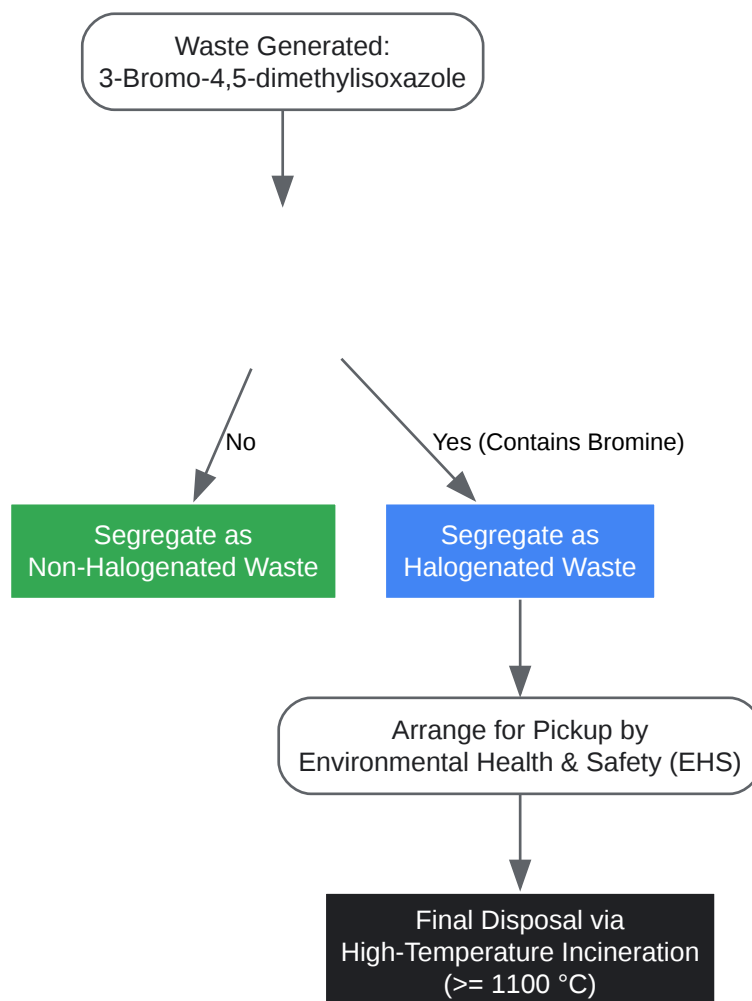 Waste Generated:
3-Bromo-4,5-dimethylisoxazole
No
Yes (Contains Bromine)
Segregate as
Non-Halogenated Waste
Segregate as
Halogenated Waste
Arrange for Pickup by
Environmental Health & Safety (EHS)
Final Disposal via
High-Temperature Incineration
(>= 1100 °C)